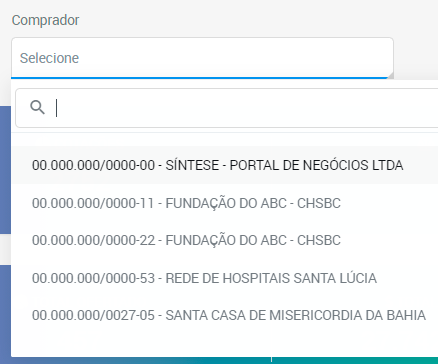 Comprador
Selecione
00.000.000/0000-00 - SÍNTESE - PORTAL DE NEGÓCIOS LTDA
00.000.000/0000-11 - FUNDAÇÃO DO ABC - CHSBC
00.000.000/0000-22 - FUNDAÇÃO DO ABC - CHSBC
00.000.000/0000-53 - REDE DE HOSPITAIS SANTA LÚCIA
00.000.000/0027-05 - SANTA CASA DE MISERICORDIA DA BAHIA